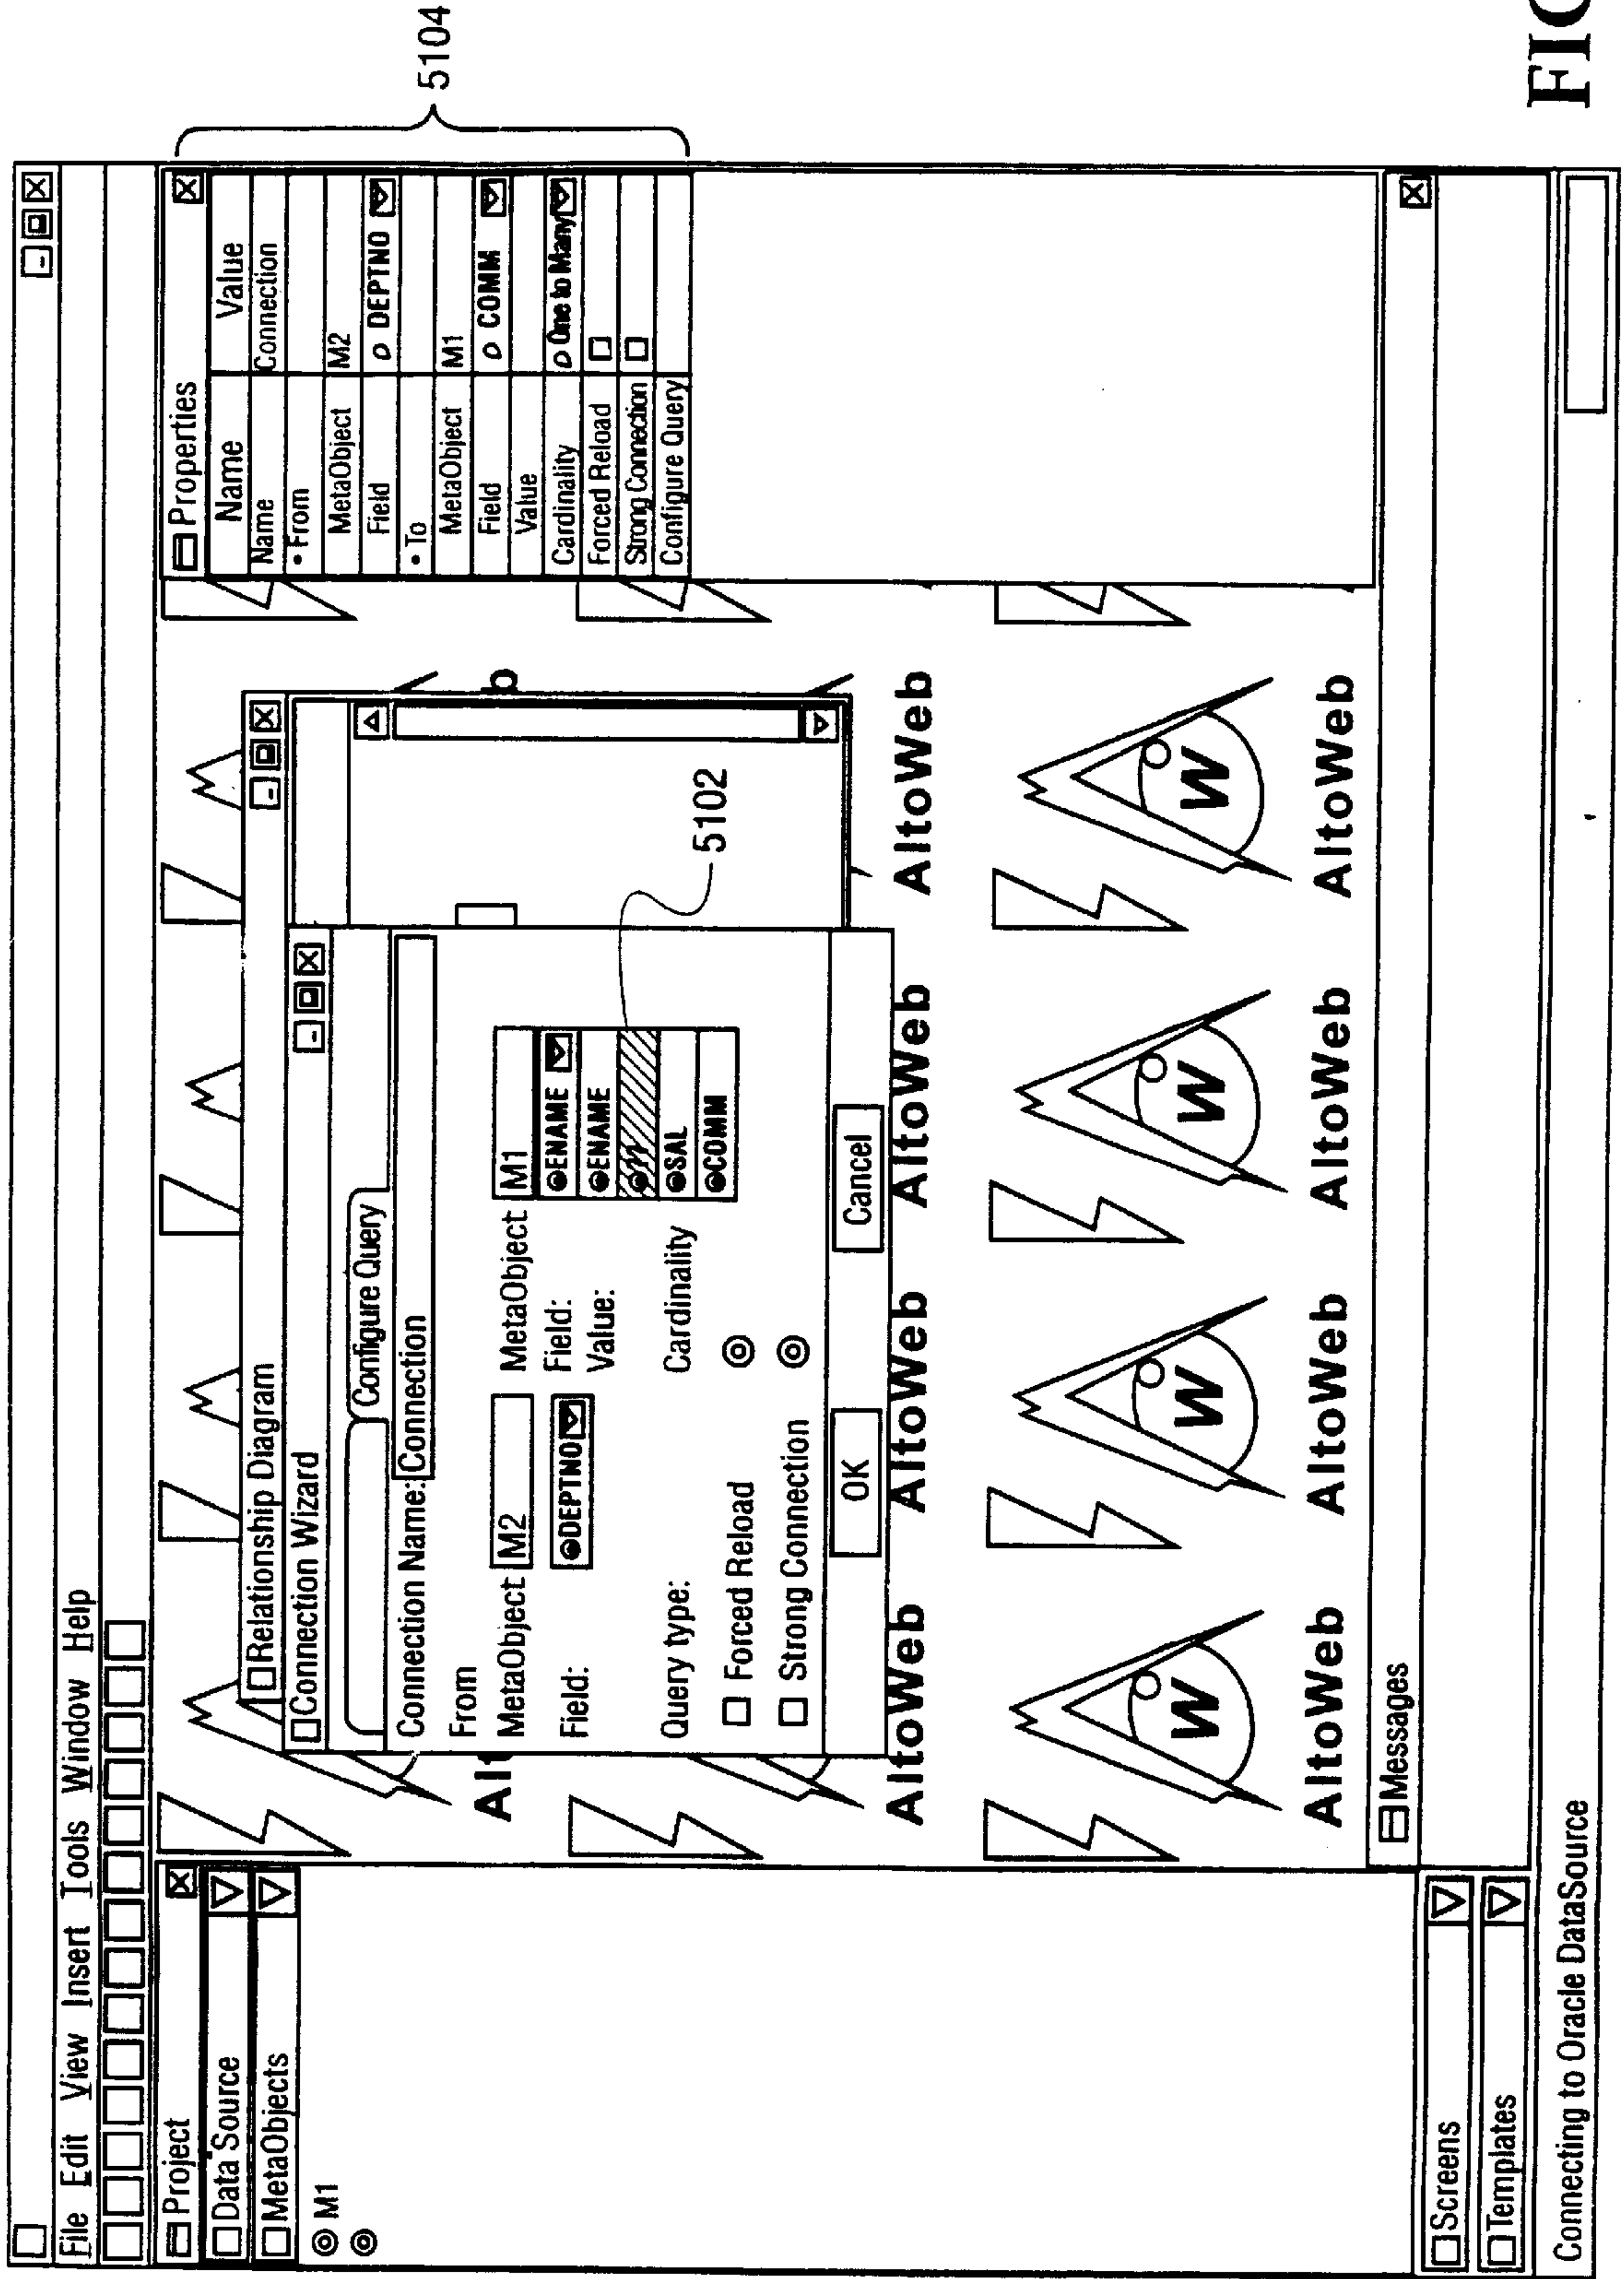 File Edit View Insert Tools Window Help
Project
Data Source
MetaObjects
M1
Screens
Templates
Relationship Diagram
Connection Wizard
Configure Query
Connection Name: Connection
From
MetaObject M2 MetaObject M1
Field: DEPTNO Field: ENAME
Value: ENAME
SAL
COMM
Query type: Cardinality
Forced Reload
Strong Connection
OK Cancel
5102
Alt
b
AltoWeb AltoWeb AltoWeb AltoWeb
W W W W
AltoWeb AltoWeb AltoWeb AltoWeb
Properties
Name Value
Name Connection
• From
MetaObject M2
Field DEPTNO
• To
MetaObject M1
Field COMM
Value
Cardinality One to Many
Forced Reload
Strong Connection
Configure Query
5104
Messages
Connecting to Oracle DataSource
FIG